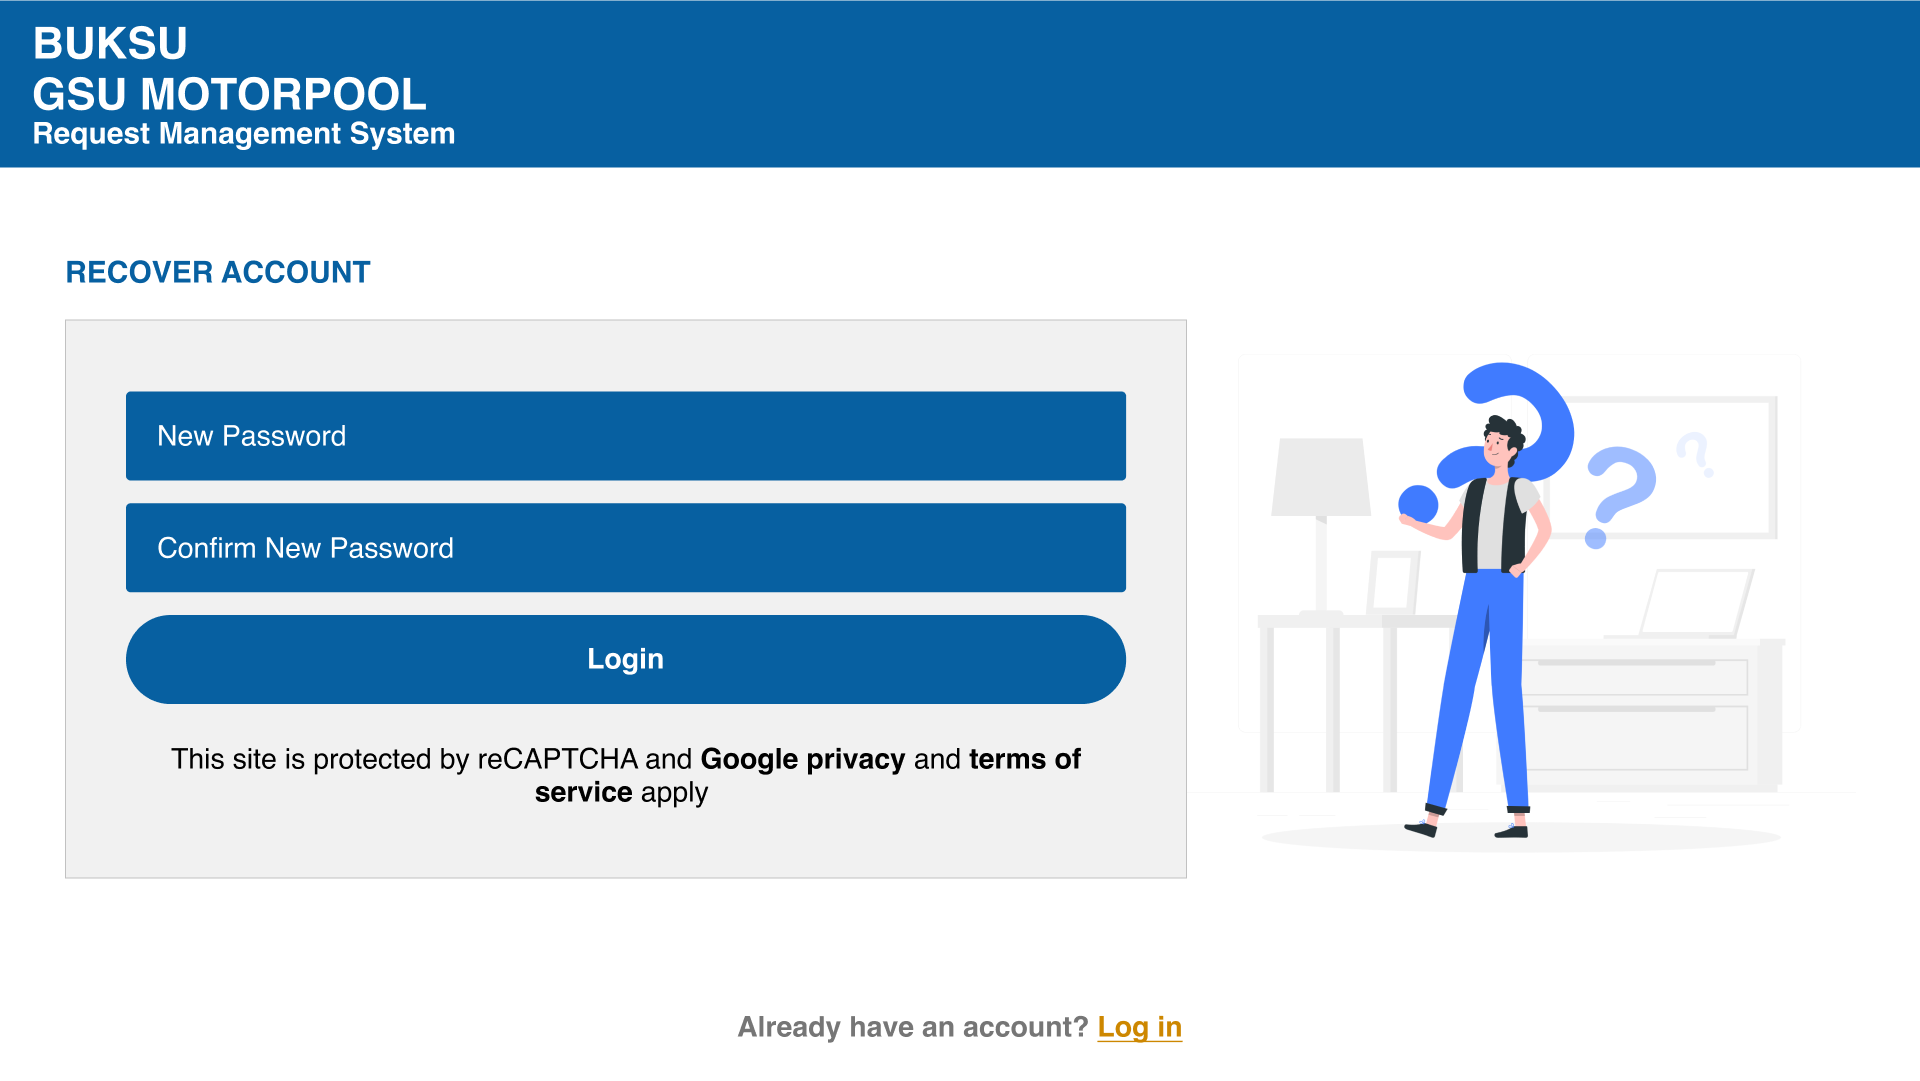 BUKSU
GSU MOTORPOOL
Request Management System
RECOVER ACCOUNT
New Password
Confirm New Password
Login
This site is protected by reCAPTCHA and Google privacy and terms of
service apply
Already have an account? Log in